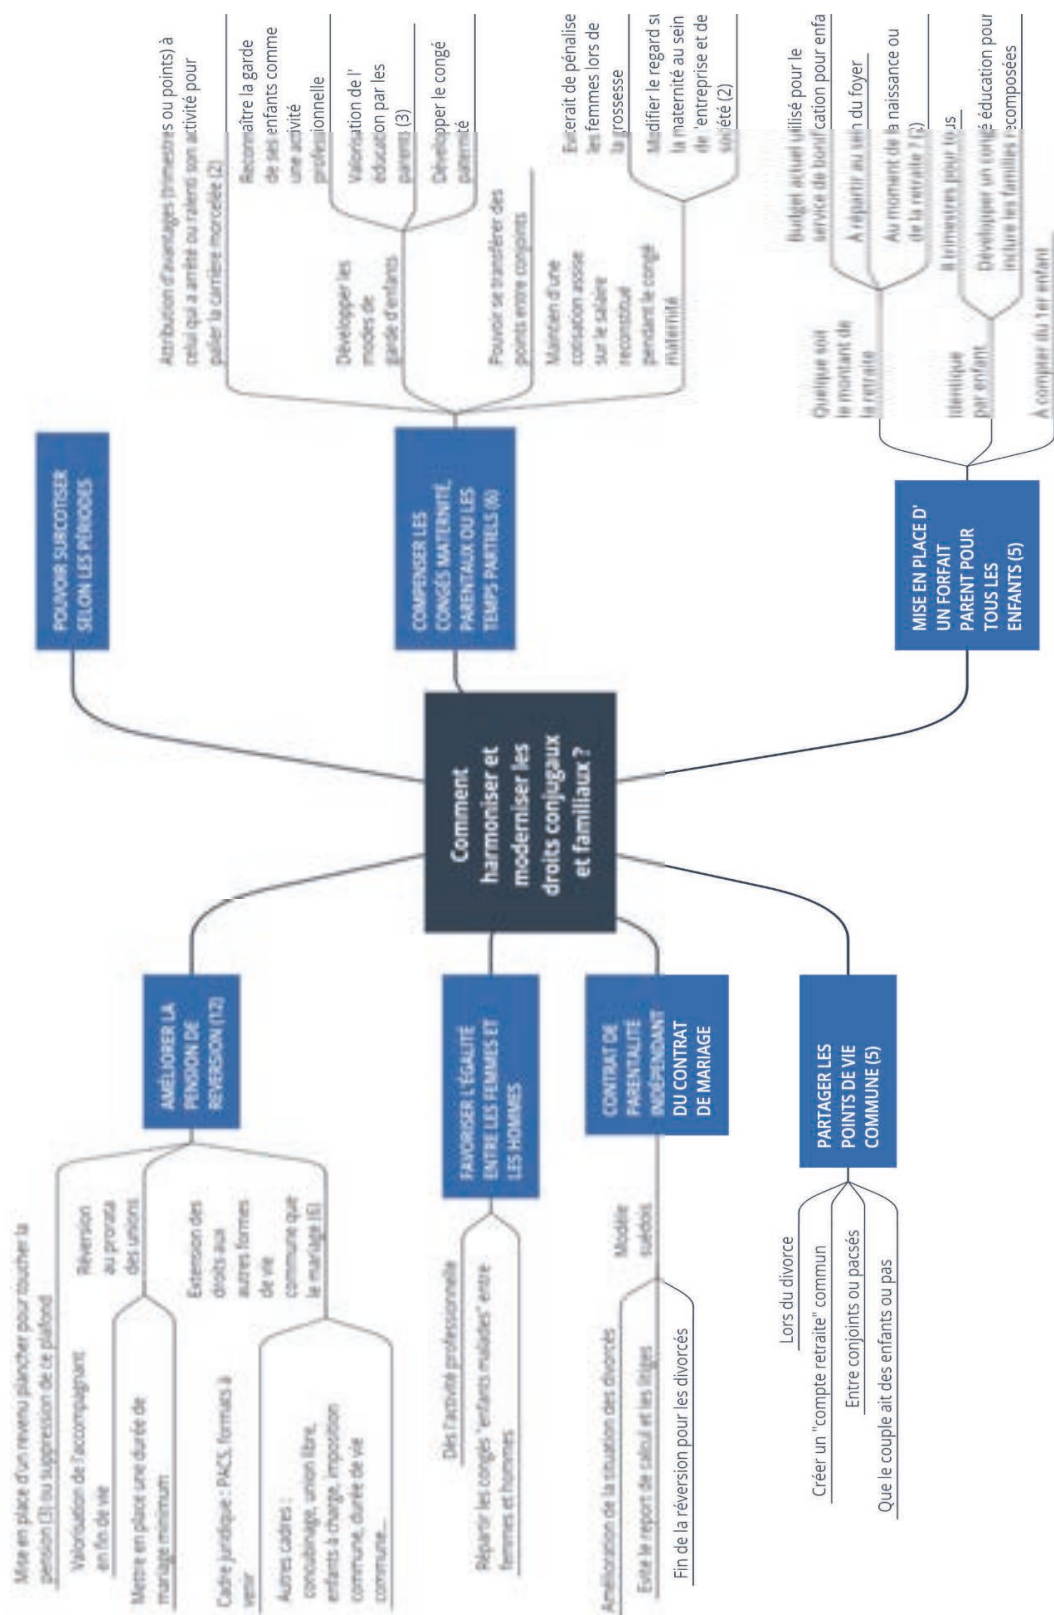 Comment
harmoniser et
moderniser les
droits conjugaux
et familiaux ?
AMÉLIORER LA
PENSION DE
REVERSION (12)
Mise en place d'un revenu plancher pour toucher la
pension (3) ou suppression de ce plafond
Réversion
au prorata
des unions
Valorisation de l'accompagnant
en fin de vie
Mettre en place une durée de
mariage minimum
Extension des
droits aux
autres formes
de vie
commune que
le mariage (6)
Cadre juridique : PACS, formats à
venir
Autres cadres :
concubinage, union libre,
enfants à charge, imposition
commune, durée de vie
commune...
FAVORISER L'ÉGALITÉ
ENTRE LES FEMMES ET
LES HOMMES
Dès l'activité professionnelle
Répartir les congés "enfants malades" entre
femmes et hommes
CONTRAT DE
PARENTALITÉ
INDÉPENDANT
DU CONTRAT
DE MARIAGE
Modèle
suédois
Amélioration de la situation des divorcés
Evite le report de calcul et les litiges
Fin de la réversion pour les divorcés
PARTAGER LES
POINTS DE VIE
COMMUNE (5)
Lors du divorce
Créer un "compte retraite" commun
Entre conjoints ou pacsés
Que le couple ait des enfants ou pas
POUVOIR SUBCOTISER
SELON LES PÉRIODES
COMPENSER LES
CONGÉS MATERNITÉ,
PARENTAUX OU LES
TEMPS PARTIELS (6)
Attribution d'avantages (trimestres ou points) à
celui qui a arrêté ou ralenti son activité pour
palier la carrière morcelée (2)
Développer les
modes de
garde d'enfants
Reconnaître la garde
de ses enfants comme
une activité
professionnelle
Valorisation de l'
éducation par les
parents (3)
Développer le congé
paternité
Pouvoir se transférer des
points entre conjoints
Maintien d'une
cotisation assise
sur le salaire
reconstitué
pendant le congé
maternité
Eviterait de pénalise
les femmes lors de
la grossesse
Modifier le regard su
la maternité au sein
de l'entreprise et de
société (2)
MISE EN PLACE D'
UN FORFAIT
PARENT POUR
TOUS LES
ENFANTS (5)
Quelque soit
le montant de
la retraite
Budget actuel utilisé pour le
service de bonification pour enfa
À répartir au sein du foyer
Au moment de la naissance ou
de la retraite ?
Identique
par enfant
8 trimestres pour tous
Développer un congé éducation pour
inclure les familles recomposées
À compter du 1er enfant